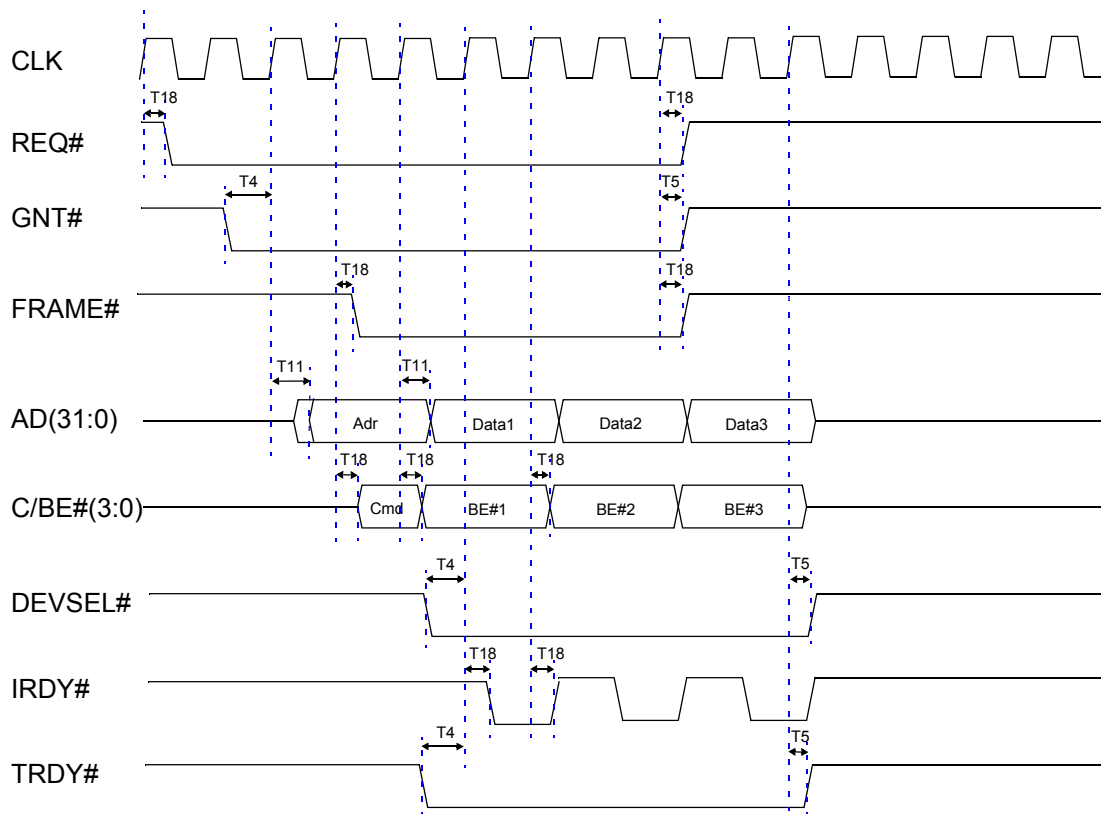 CLK
T18 T18
REQ#
T4 T5
GNT#
T18 T18
FRAME#
T11 T11
AD(31:0) Adr Data1 Data2 Data3
T18 T18 T18
C/BE#(3:0) Cmd BE#1 BE#2 BE#3
T4 T5
DEVSEL#
T18 T18
IRDY#
T4 T5
TRDY#